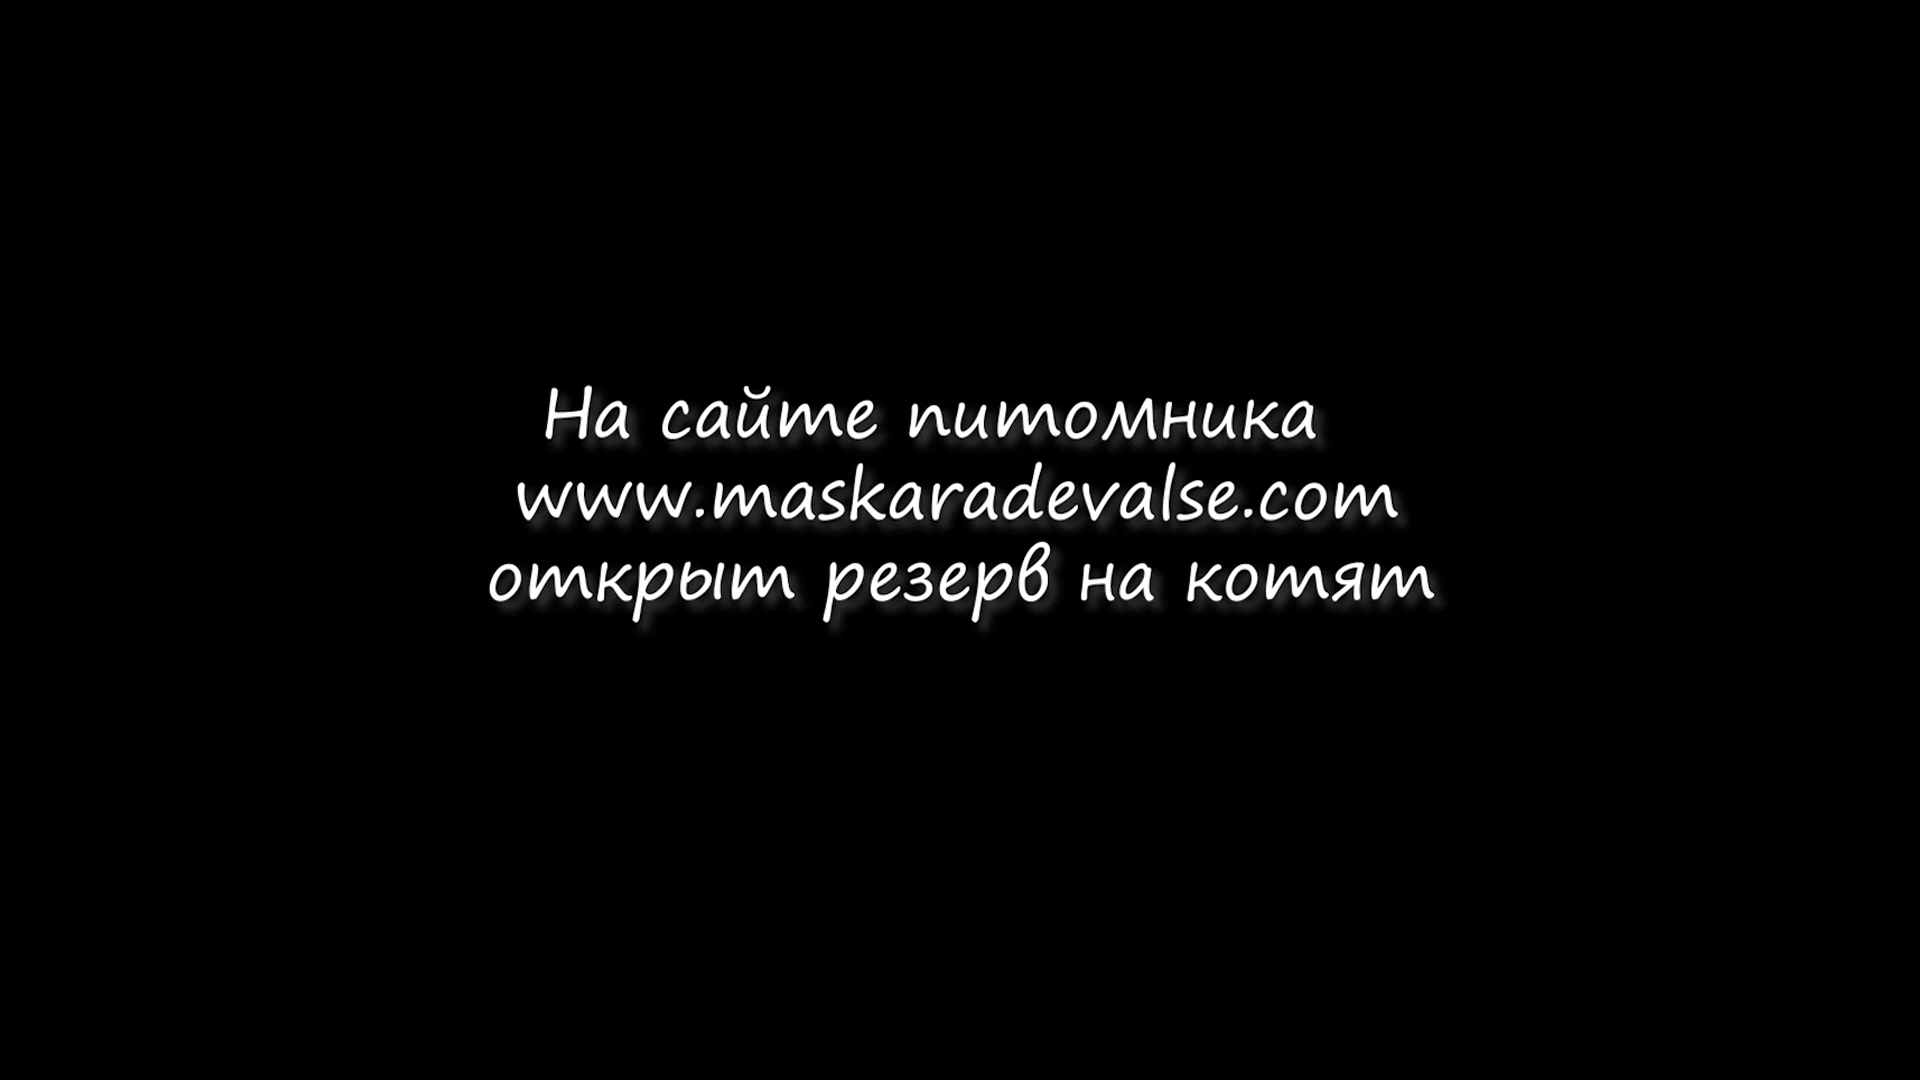 На сайте питомника
www.maskaradevalse.com
открыт резерв на котят